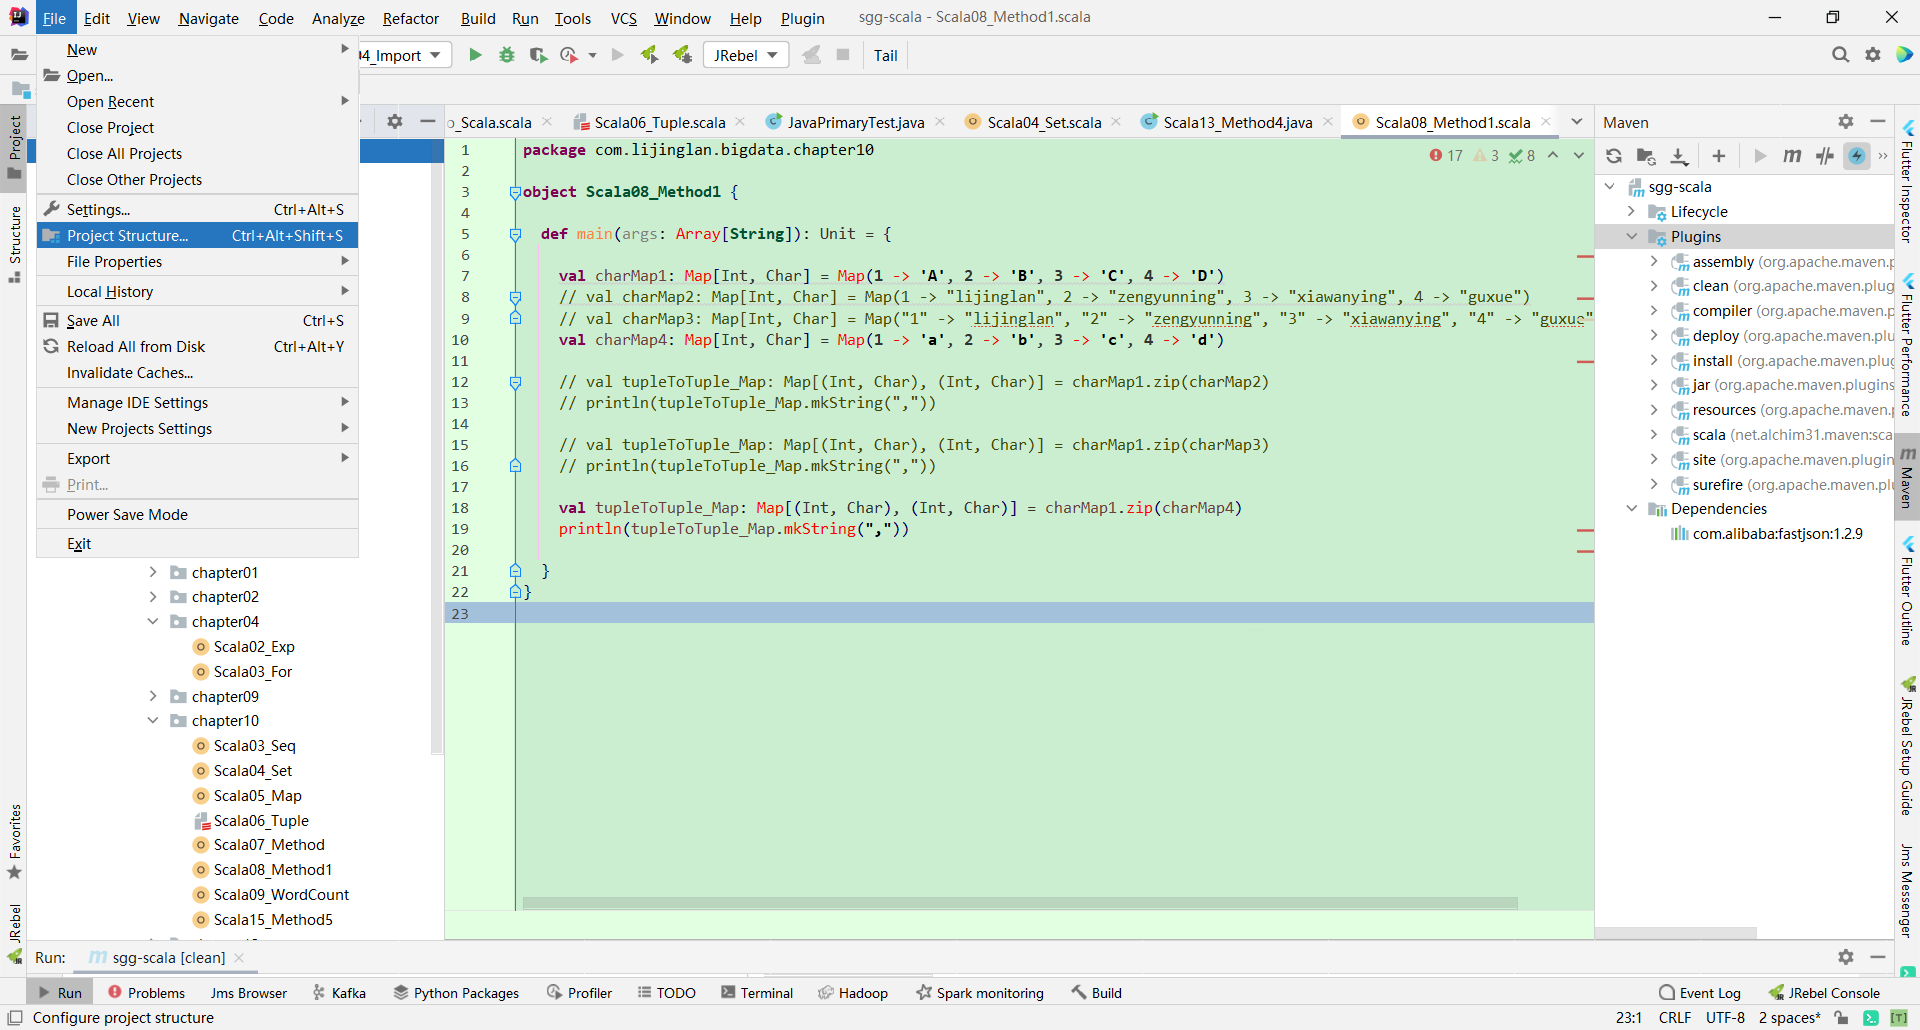 File Edit View Navigate Code Analyze Refactor Build Run Tools VCS Window Help Plugin sgg-scala - Scala08_Method1.scala
New
Open...
Open Recent
Close Project
Close All Projects
Close Other Projects
Settings... Ctrl+Alt+S
Project Structure... Ctrl+Alt+Shift+S
File Properties
Local History
Save All Ctrl+S
Reload All from Disk Ctrl+Alt+Y
Invalidate Caches...
Manage IDE Settings
New Projects Settings
Export
Print...
Power Save Mode
Exit
4_Import JRebel Tail
o_Scala.scala Scala06_Tuple.scala JavaPrimaryTest.java Scala04_Set.scala Scala13_Method4.java Scala08_Method1.scala
17 3 8
1 package com.lijinglan.bigdata.chapter10
2
3 object Scala08_Method1 {
4
5 def main(args: Array[String]): Unit = {
6
7 val charMap1: Map[Int, Char] = Map(1 -> 'A', 2 -> 'B', 3 -> 'C', 4 -> 'D')
8 // val charMap2: Map[Int, Char] = Map(1 -> "lijinglan", 2 -> "zengyunning", 3 -> "xiawanying", 4 -> "guxue")
9 // val charMap3: Map[Int, Char] = Map("1" -> "lijinglan", "2" -> "zengyunning", "3" -> "xiawanying", "4" -> "guxue"
10 val charMap4: Map[Int, Char] = Map(1 -> 'a', 2 -> 'b', 3 -> 'c', 4 -> 'd')
11
12 // val tupleToTuple_Map: Map[(Int, Char), (Int, Char)] = charMap1.zip(charMap2)
13 // println(tupleToTuple_Map.mkString(","))
14
15 // val tupleToTuple_Map: Map[(Int, Char), (Int, Char)] = charMap1.zip(charMap3)
16 // println(tupleToTuple_Map.mkString(","))
17
18 val tupleToTuple_Map: Map[(Int, Char), (Int, Char)] = charMap1.zip(charMap4)
19 println(tupleToTuple_Map.mkString(","))
20
21 }
22 }
23
Maven
sgg-scala
Lifecycle
Plugins
assembly (org.apache.maven.p
clean (org.apache.maven.plug
compiler (org.apache.maven.
deploy (org.apache.maven.plu
install (org.apache.maven.plug
jar (org.apache.maven.plugins
resources (org.apache.maven.
scala (net.alchim31.maven:sca
site (org.apache.maven.plugin
surefire (org.apache.maven.plu
Dependencies
com.alibaba:fastjson:1.2.9
Project
Structure
Favorites
JRebel
chapter01
chapter02
chapter04
Scala02_Exp
Scala03_For
chapter09
chapter10
Scala03_Seq
Scala04_Set
Scala05_Map
Scala06_Tuple
Scala07_Method
Scala08_Method1
Scala09_WordCount
Scala15_Method5
Flutter Inspector
Flutter Performance
Maven
Flutter Outline
JRebel Setup Guide
Jms Messenger
Run: sgg-scala [clean]
Run Problems Jms Browser Kafka Python Packages Profiler TODO Terminal Hadoop Spark monitoring Build Event Log JRebel Console
Configure project structure 23:1 CRLF UTF-8 2 spaces* [T]